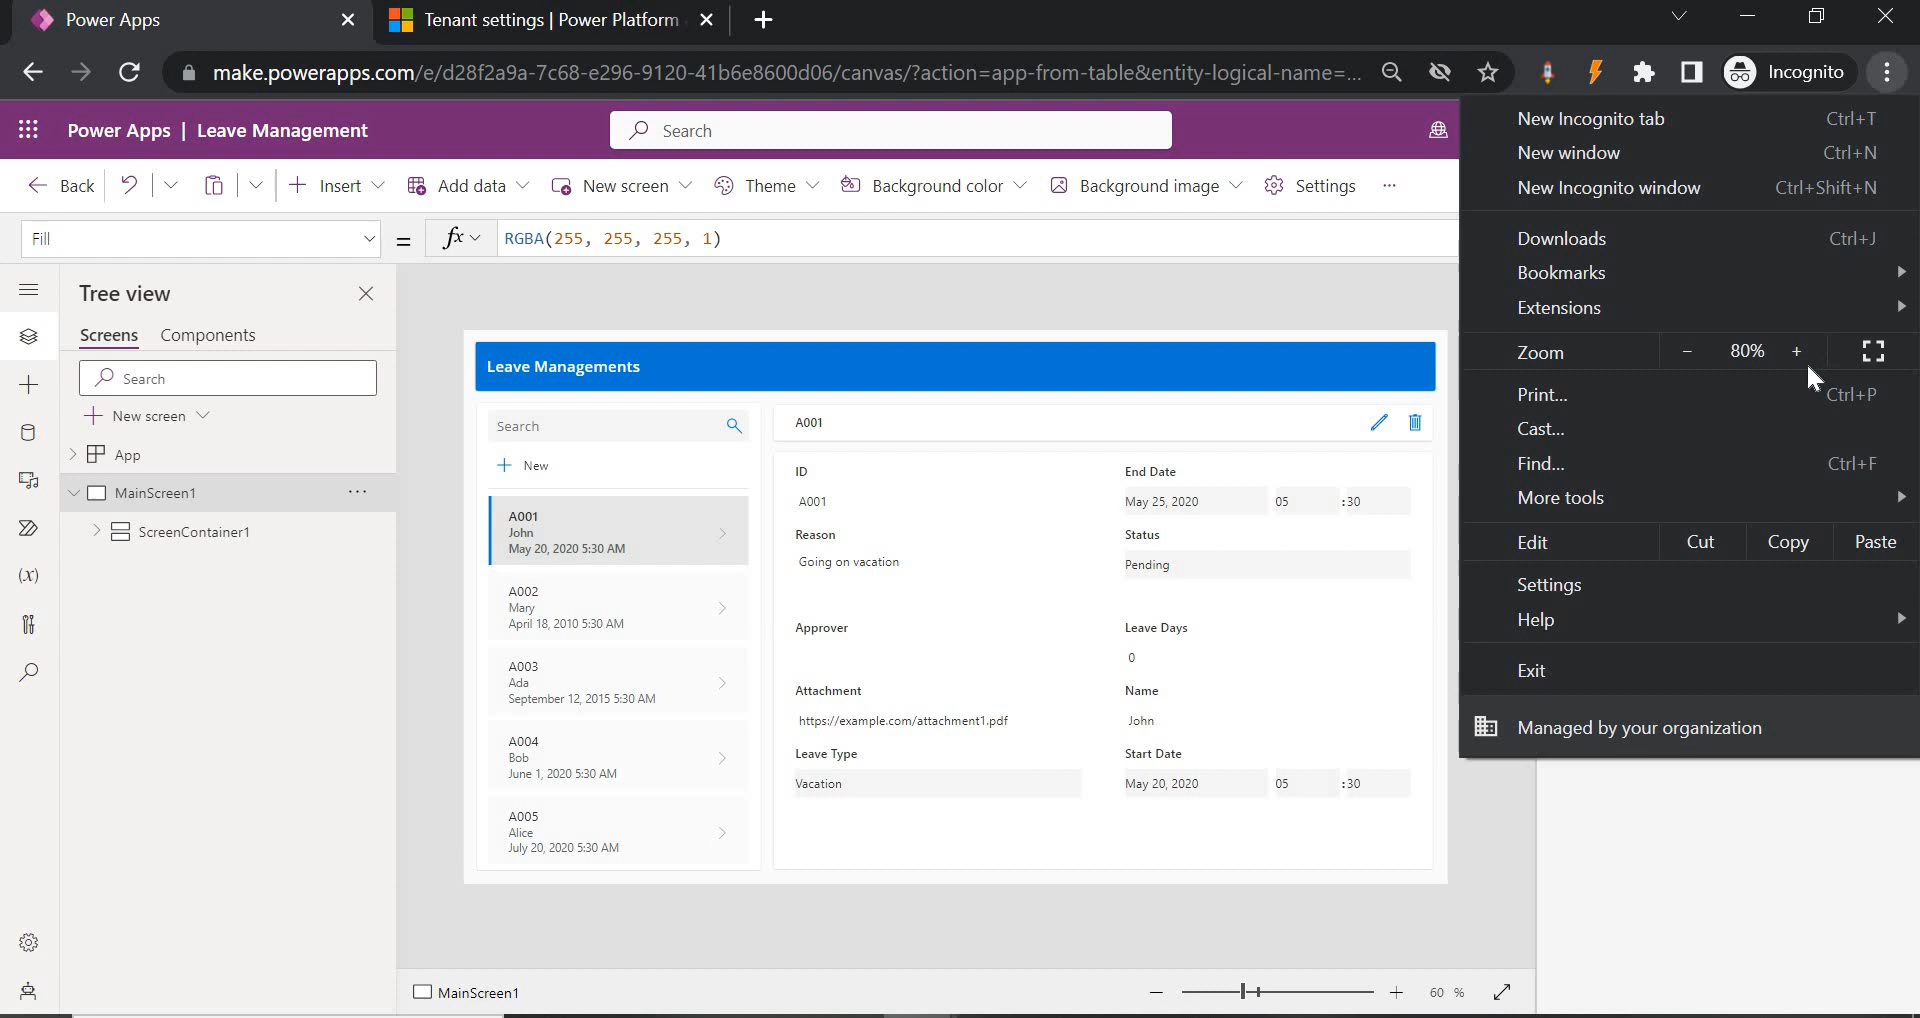 Power Apps
Tenant settings | Power Platform
make.powerapps.com/e/d28f2a9a-7c68-e296-9120-41b6e8600d06/canvas/?action=app-from-table&entity-logical-name=...
Incognito
Power Apps | Leave Management
Search
Back
Insert
Add data
New screen
Theme
Background color
Background image
Settings
...
Fill
=
fx
RGBA(255, 255, 255, 1)
Tree view
Screens
Components
Search
New screen
App
MainScreen1
...
ScreenContainer1
(x)
Leave Managements
Search
New
A001
John
May 20, 2020 5:30 AM
A002
Mary
April 18, 2010 5:30 AM
A003
Ada
September 12, 2015 5:30 AM
A004
Bob
June 1, 2020 5:30 AM
A005
Alice
July 20, 2020 5:30 AM
A001
ID
A001
End Date
May 25, 2020 05 :30
Reason
Going on vacation
Status
Pending
Approver
Leave Days
0
Attachment
https://example.com/attachment1.pdf
Name
John
Leave Type
Vacation
Start Date
May 20, 2020 05 :30
MainScreen1
60 %
New Incognito tab Ctrl+T
New window Ctrl+N
New Incognito window Ctrl+Shift+N
Downloads Ctrl+J
Bookmarks
Extensions
Zoom - 80% +
Print... Ctrl+P
Cast...
Find... Ctrl+F
More tools
Edit Cut Copy Paste
Settings
Help
Exit
Managed by your organization